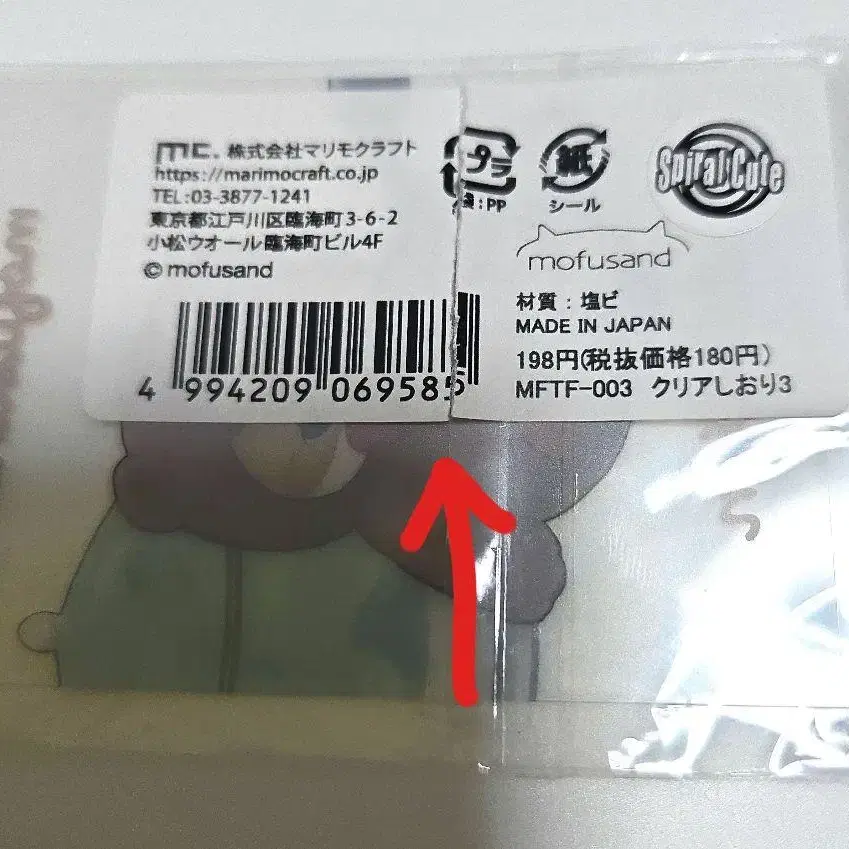 mc. 株式会社マリモクラフト
https://marimocraft.co.jp
TEL:03-3877-1241
東京都江戸川区臨海町3-6-2
小松ウオール臨海町ビル4F
© mofusand
4 994209 069585
プラ
袋:PP
紙
シール
Spiral Cute
mofusand
材質:塩ビ
MADE IN JAPAN
198円(税抜価格180円)
MFTF-003 クリアしおり3